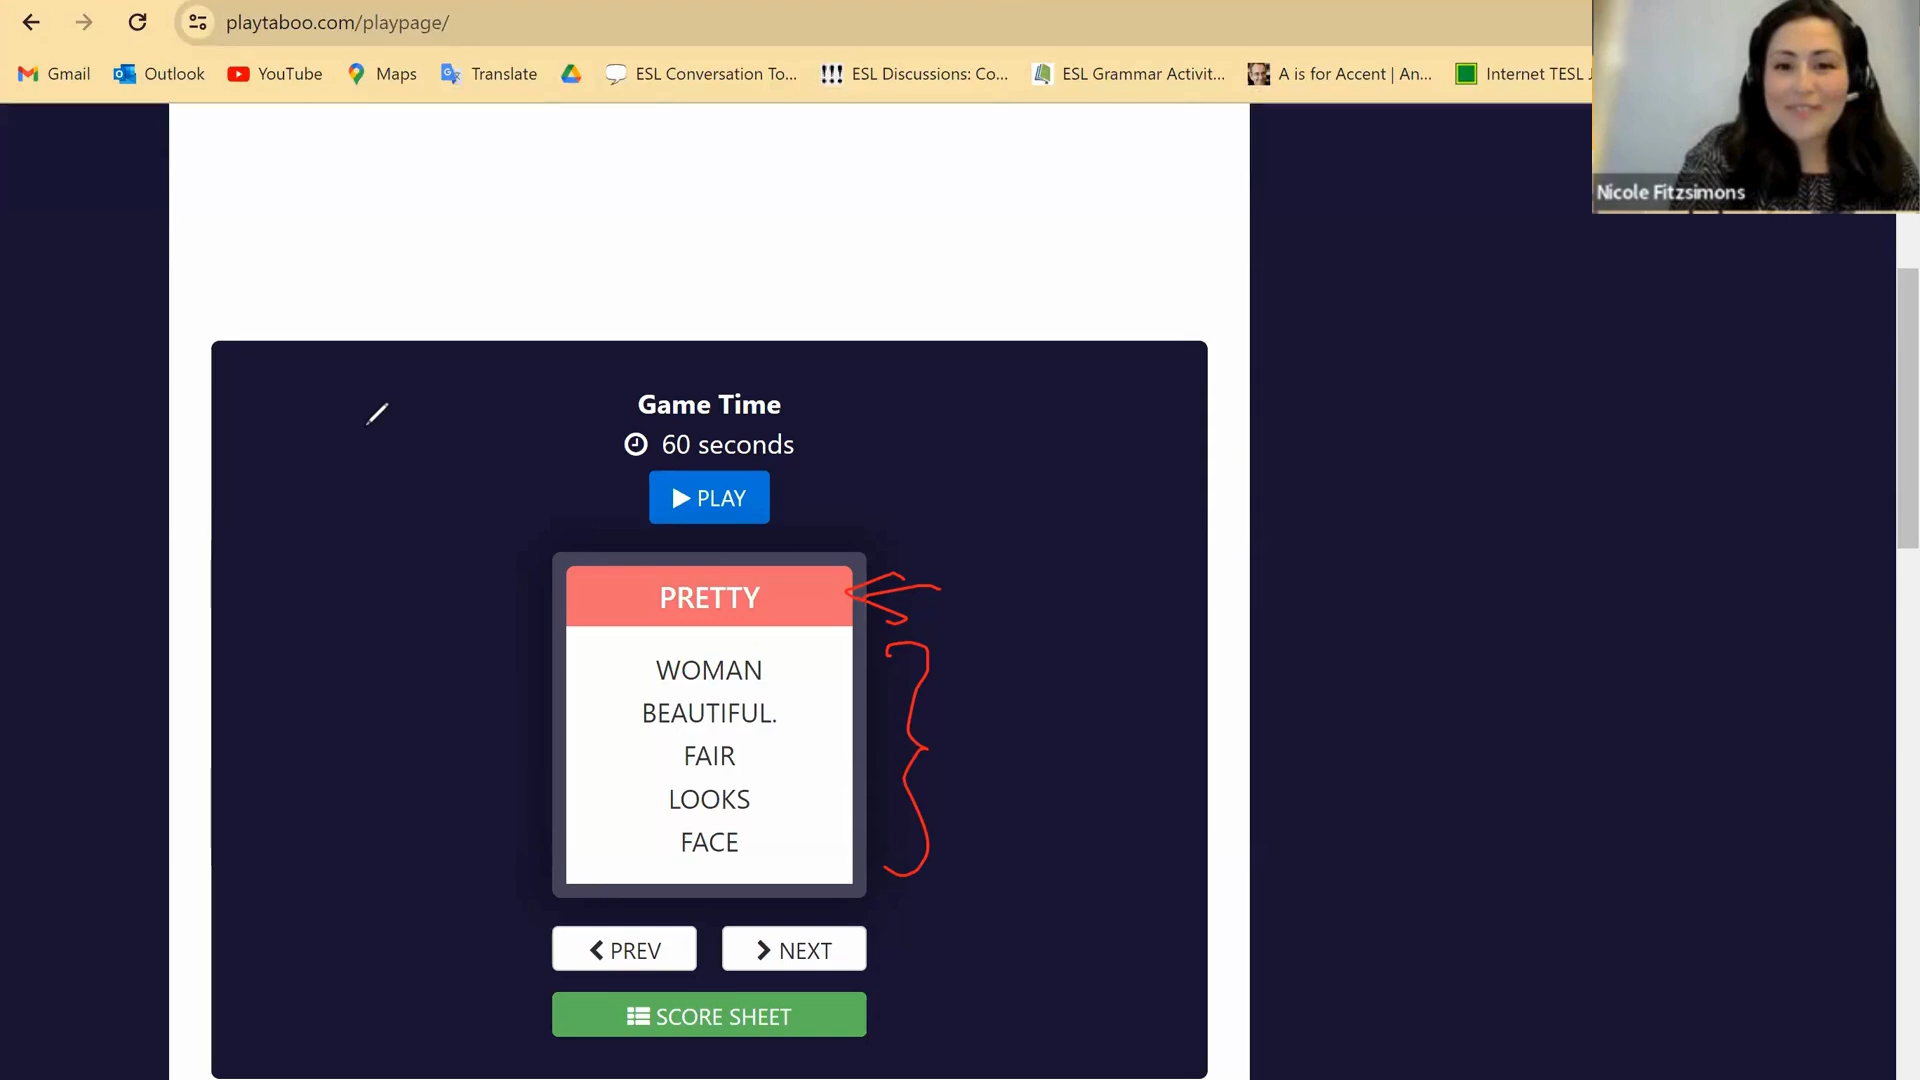 playtaboo.com/playpage/
Gmail Outlook YouTube Maps Translate ESL Conversation To... ESL Discussions: Co... ESL Grammar Activit... A is for Accent | An... Internet TESL J
Nicole Fitzsimons
Game Time
60 seconds
PLAY
PRETTY
WOMAN
BEAUTIFUL.
FAIR
LOOKS
FACE
PREV NEXT
SCORE SHEET